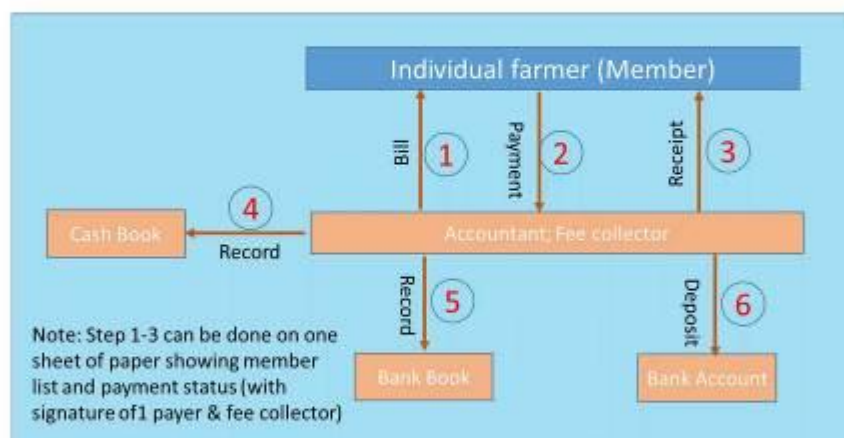 Individual farmer (Member)
Bill
1
Payment
2
Receipt
3
4
Cash Book
Record
Accountant; Fee collector
Record
5
Deposit
6
Note: Step 1-3 can be done on one
sheet of paper showing member
list and payment status (with
signature of1 payer & fee collector)
Bank Book
Bank Account